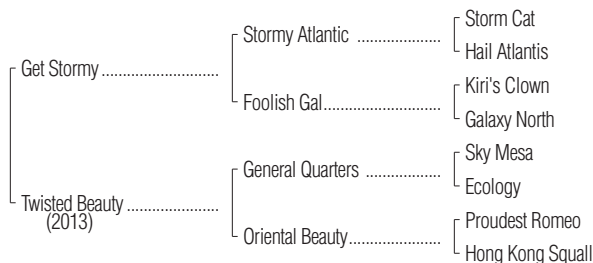 Storm Cat
Stormy Atlantic ....................
Hail Atlantis
Get Stormy ............................
Kiri's Clown
Foolish Gal............................
Galaxy North
Sky Mesa
General Quarters ..................
Ecology
Twisted Beauty ......................
(2013)
Proudest Romeo
Oriental Beauty......................
Hong Kong Squall